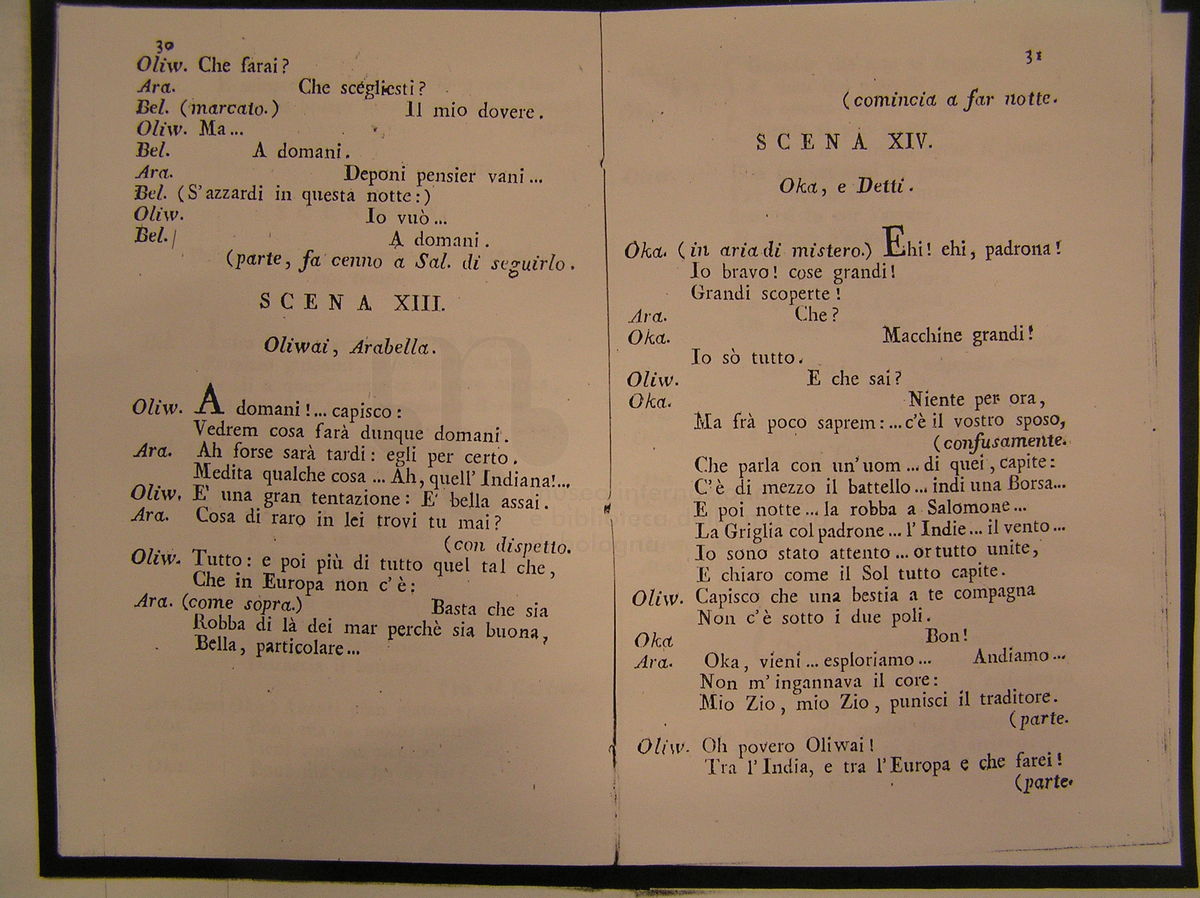 30
Oliw. Che farai?
Ara. Che scegliesti?
Bel. (marcato.) Il mio dovere.
Oliw. Ma...
Bel. A domani.
Ara. Deponi pensier vani...
Bel. (S'azzardi in questa notte:)
Oliw. Io vuò...
Bel. A domani.
(parte, fa cenno a Sal. di seguirlo.
SCENA XIII.
Oliwai, Arabella.
Oliw. A domani!... capisco:
Vedrem cosa farà dunque domani.
Ara. Ah forse sarà tardi: egli per certo.
Medita qualche cosa... Ah, quell' Indiana!...
Oliw. E' una gran tentazione: E' bella assai.
Ara. Cosa di raro in lei trovi tu mai?
(con dispetto.
Oliw. Tutto: e poi più di tutto quel tal che,
Che in Europa non c'è:
Ara. (come sopra.) Basta che sia
Robba di là dei mar perchè sia buona,
Bella, particolare...
31
(comincia a far notte.
SCENA XIV.
Oka, e Detti.
Oka. (in aria di mistero.) Ehi! ehi, padrona!
Io bravo! cose grandi!
Grandi scoperte!
Ara. Che?
Oka. Macchine grandi!
Io sò tutto.
Oliw. E che sai?
Oka. Niente per ora,
Ma frà poco saprem:... c'è il vostro sposo,
(confusamente.
Che parla con un'uom... di quei, capite:
C'è di mezzo il battello... indi una Borsa...
E poi notte... la robba a Salomone...
La Griglia col padrone... l'Indie... il vento...
Io sono stato attento... or tutto unite,
E chiaro come il Sol tutto capite.
Oliw. Capisco che una bestia a te compagna
Non c'è sotto i due poli.
Oka Bon!
Ara. Oka, vieni... esploriamo... Andiamo...
Non m'ingannava il core:
Mio Zio, mio Zio, punisci il traditore.
(parte.
Oliw. Oh povero Oliwai!
Tra l'India, e tra l'Europa e che farei!
(parte.